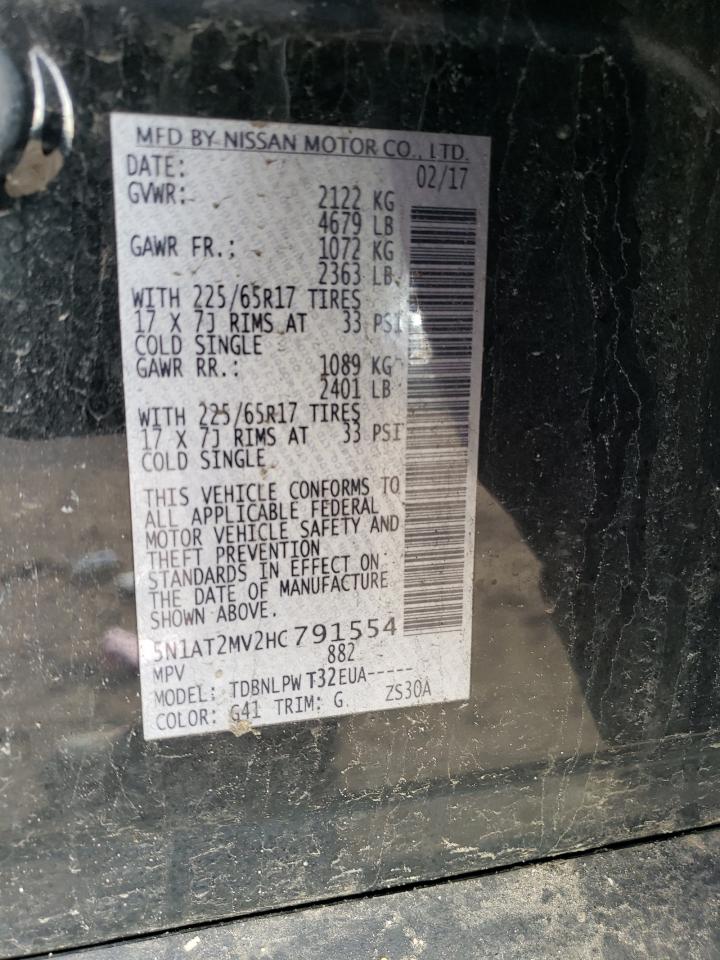 MFD BY NISSAN MOTOR CO., LTD.
DATE: 02/17
GVWR: 2122 KG
4679 LB
GAWR FR.: 1072 KG
2363 LB
WITH 225/65R17 TIRES
17 X 7J RIMS AT 33 PSI
COLD SINGLE
GAWR RR.: 1089 KG
2401 LB
WITH 225/65R17 TIRES
17 X 7J RIMS AT 33 PSI
COLD SINGLE
THIS VEHICLE CONFORMS TO
ALL APPLICABLE FEDERAL
MOTOR VEHICLE SAFETY AND
THEFT PREVENTION
STANDARDS IN EFFECT ON
THE DATE OF MANUFACTURE
SHOWN ABOVE.
5N1AT2MV2HC791554
MPV 882
MODEL: TDBNLPW T32EUA-----
COLOR: G41 TRIM: G ZS30A